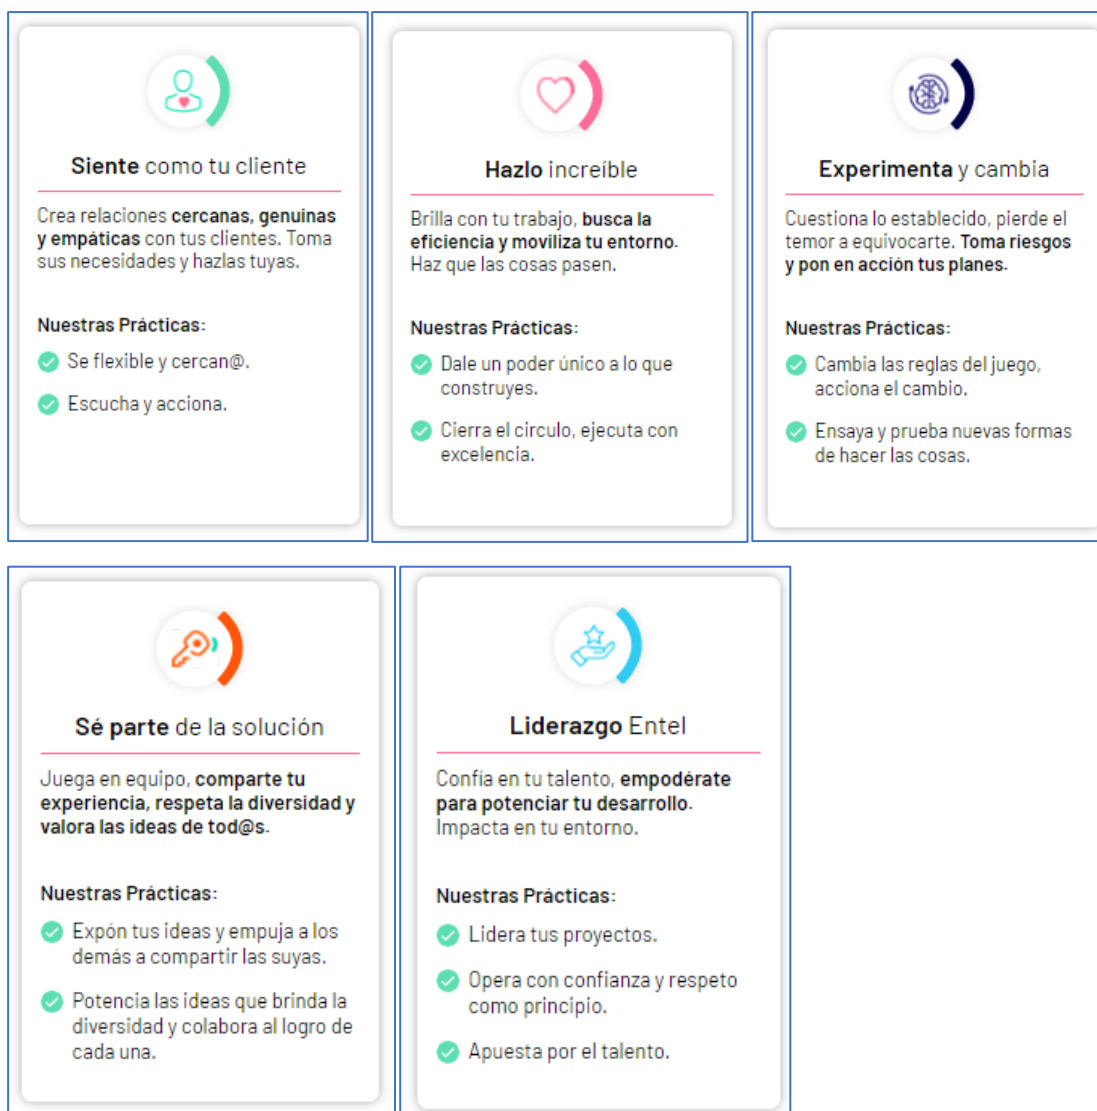 Siente como tu cliente
Crea relaciones cercanas, genuinas
y empáticas con tus clientes. Toma
sus necesidades y hazlas tuyas.
Nuestras Prácticas:
Se flexible y cercan@.
Escucha y acciona.
Hazlo increíble
Brilla con tu trabajo, busca la
eficiencia y moviliza tu entorno.
Haz que las cosas pasen.
Nuestras Prácticas:
Dale un poder único a lo que
construyes.
Cierra el circulo, ejecuta con
excelencia.
Experimenta y cambia
Cuestiona lo establecido, pierde el
temor a equivocarte. Toma riesgos
y pon en acción tus planes.
Nuestras Prácticas:
Cambia las reglas del juego,
acciona el cambio.
Ensaya y prueba nuevas formas
de hacer las cosas.
Sé parte de la solución
Juega en equipo, comparte tu
experiencia, respeta la diversidad y
valora las ideas de tod@s.
Nuestras Prácticas:
Expón tus ideas y empuja a los
demás a compartir las suyas.
Potencia las ideas que brinda la
diversidad y colabora al logro de
cada una.
Liderazgo Entel
Confía en tu talento, empodérate
para potenciar tu desarrollo.
Impacta en tu entorno.
Nuestras Prácticas:
Lidera tus proyectos.
Opera con confianza y respeto
como principio.
Apuesta por el talento.